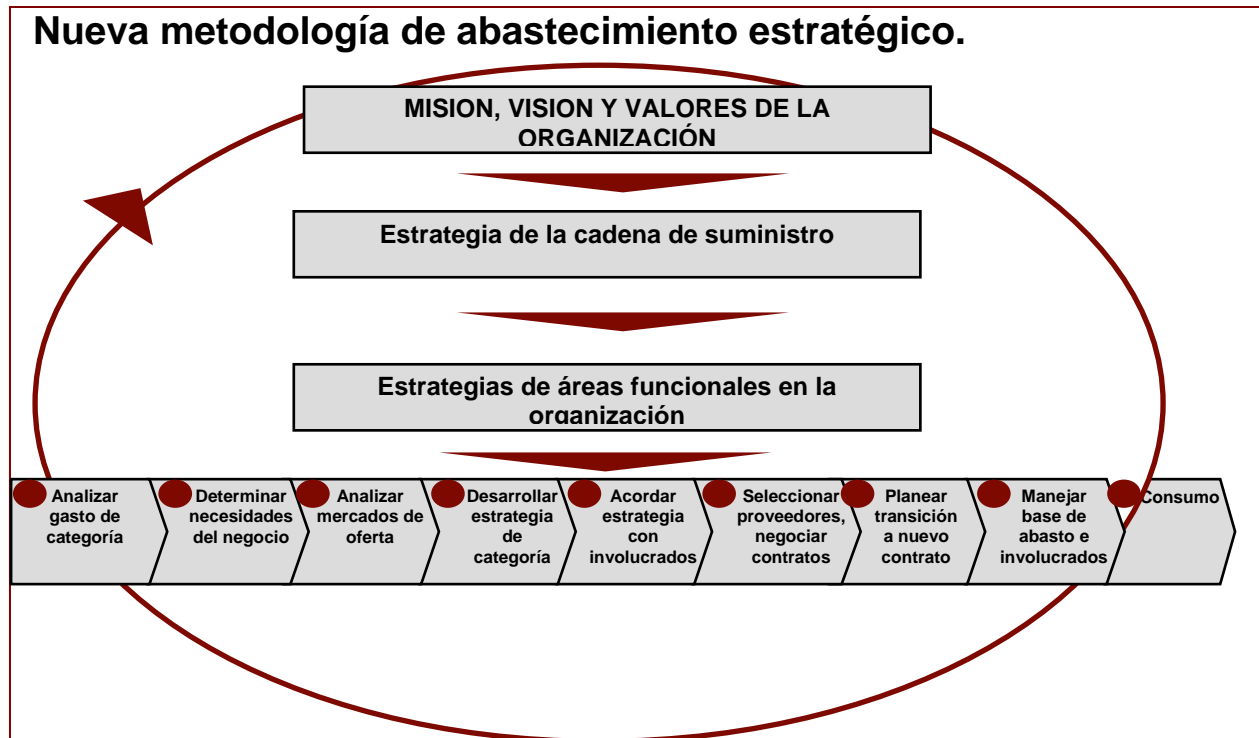 Nueva metodología de abastecimiento estratégico.
MISION, VISION Y VALORES DE LA
ORGANIZACIÓN
Estrategia de la cadena de suministro
Estrategias de áreas funcionales en la
organización
Analizar
gasto de
categoría
Determinar
necesidades
del negocio
Analizar
mercados de
oferta
Desarrollar
estrategia
de
categoría
Acordar
estrategia
con
involucrados
Seleccionar
proveedores,
negociar
contratos
Planear
transición
a nuevo
contrato
Manejar
base de
abasto e
involucrados
Consumo